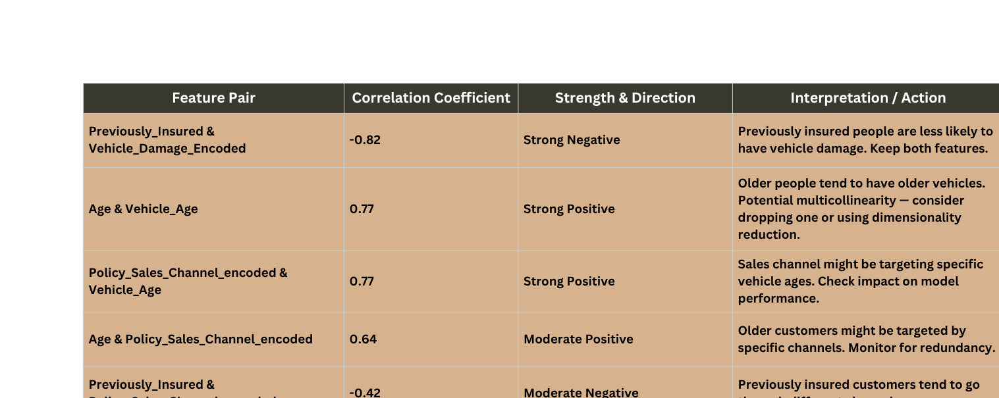 Feature Pair
Correlation Coefficient
Strength & Direction
Interpretation / Action
Previously_Insured &
Vehicle_Damage_Encoded
-0.82
Strong Negative
Previously insured people are less likely to
have vehicle damage. Keep both features.
Age & Vehicle_Age
0.77
Strong Positive
Older people tend to have older vehicles.
Potential multicollinearity — consider
dropping one or using dimensionality
reduction.
Policy_Sales_Channel_encoded &
Vehicle_Age
0.77
Strong Positive
Sales channel might be targeting specific
vehicle ages. Check impact on model
performance.
Age & Policy_Sales_Channel_encoded
0.64
Moderate Positive
Older customers might be targeted by
specific channels. Monitor for redundancy.
Previously_Insured &
-0.42
Moderate Negative
Previously insured customers tend to go